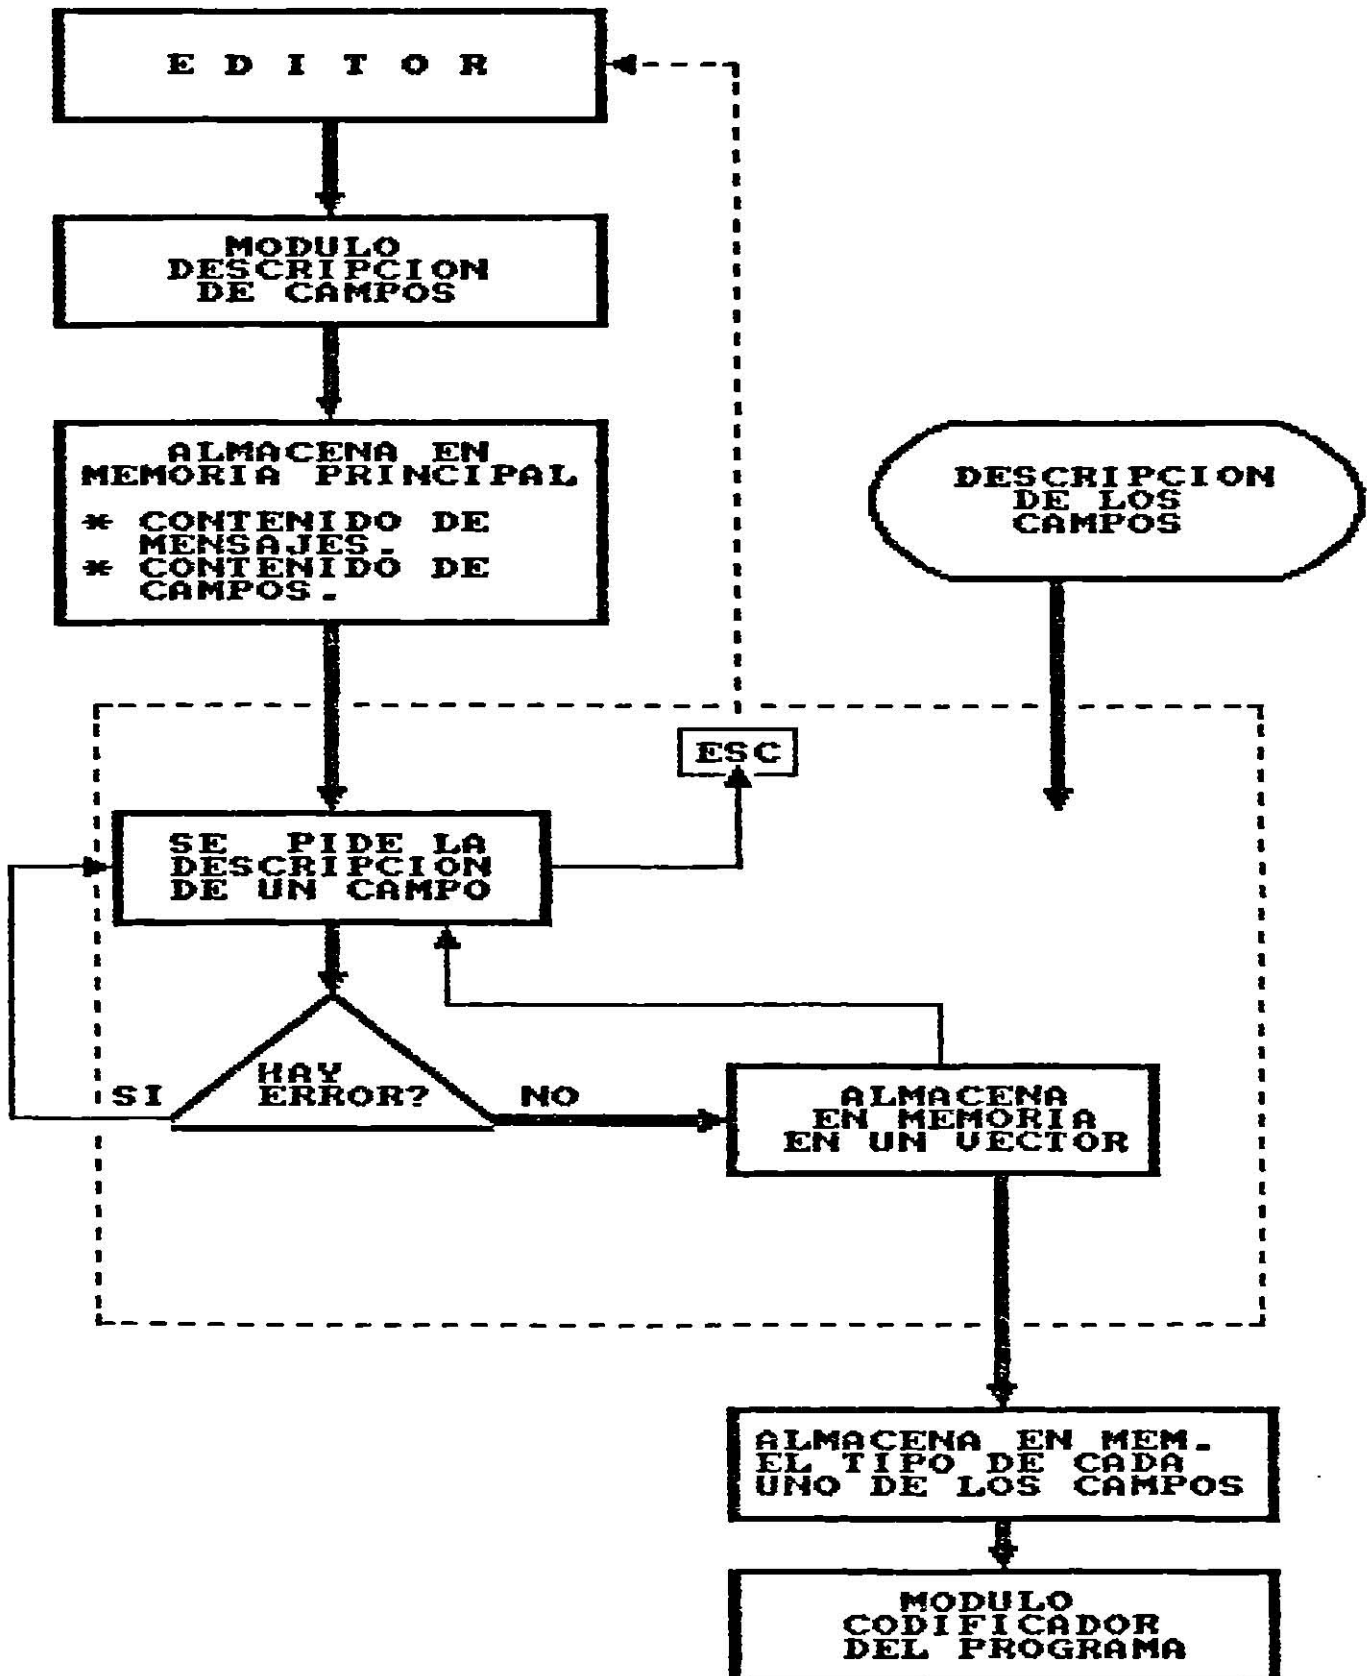 E D I T O R
MODULO
DESCRIPCION
DE CAMPOS
ALMACENA EN
MEMORIA PRINCIPAL
* CONTENIDO DE
MENSAJES.
* CONTENIDO DE
CAMPOS.
DESCRIPCION
DE LOS
CAMPOS
ESC
SE PIDE LA
DESCRIPCION
DE UN CAMPO
HAY
ERROR?
SI
NO
ALMACENA
EN MEMORIA
EN UN VECTOR
ALMACENA EN MEM.
EL TIPO DE CADA
UNO DE LOS CAMPOS
MODULO
CODIFICADOR
DEL PROGRAMA